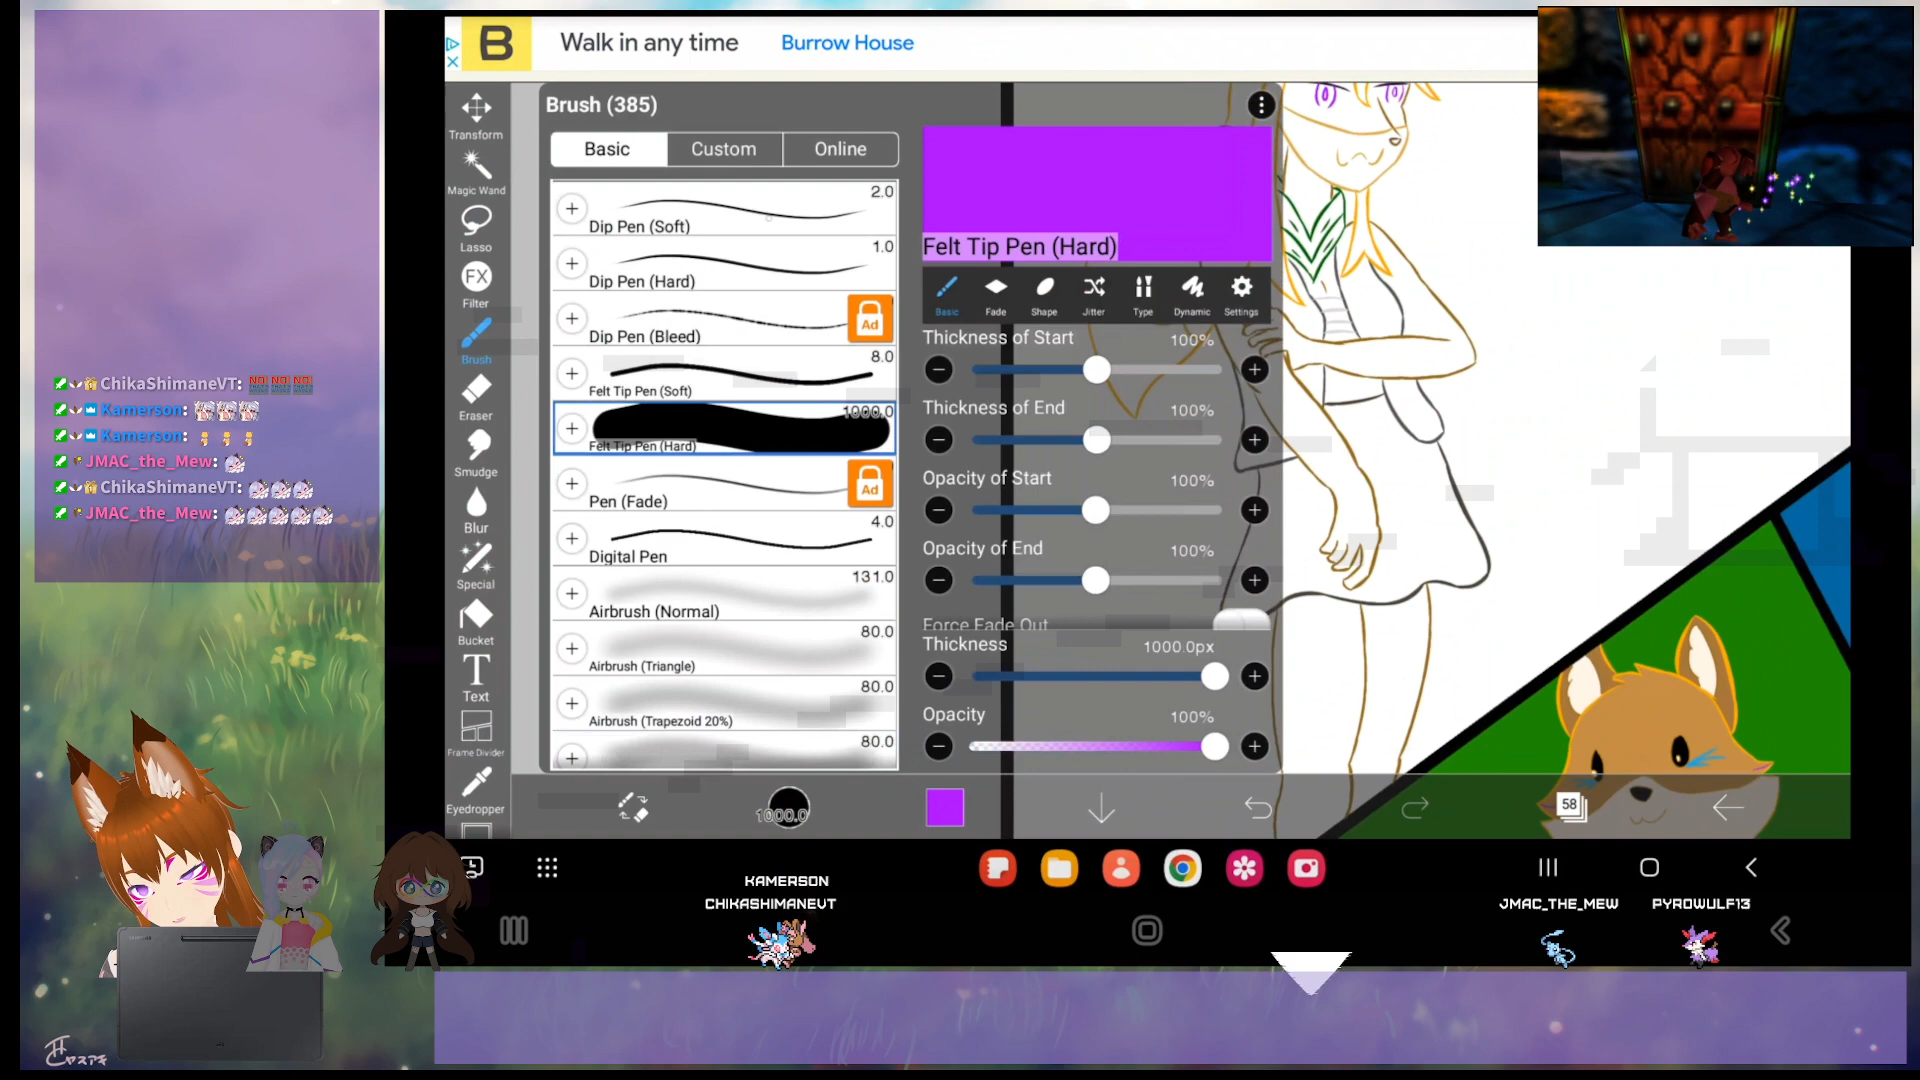 B
Walk in any time
Burrow House
Brush (385)
Basic
Custom
Online
Transform
Magic Wand
Lasso
FX
Filter
Brush
Eraser
Smudge
Blur
Special
Bucket
T
Text
Frame Divider
Eyedropper
2.0
Dip Pen (Soft)
1.0
Dip Pen (Hard)
Ad
Dip Pen (Bleed)
8.0
Felt Tip Pen (Soft)
1000.0
Felt Tip Pen (Hard)
Ad
Pen (Fade)
4.0
Digital Pen
131.0
Airbrush (Normal)
80.0
Airbrush (Triangle)
80.0
Airbrush (Trapezoid 20%)
80.0
Felt Tip Pen (Hard)
Basic
Fade
Shape
Jitter
Type
Dynamic
Settings
Thickness of Start
100%
Thickness of End
100%
Opacity of Start
100%
Opacity of End
100%
Force Fade Out
Thickness
1000.0px
Opacity
100%
1000.0
58
ChikaShimaneVT:
Kamerson:
Kamerson:
JMAC_the_Mew:
ChikaShimaneVT:
JMAC_the_Mew:
KAMERSON
CHIKASHIMANEVT
JMAC_THE_MEW
PYROWULF13